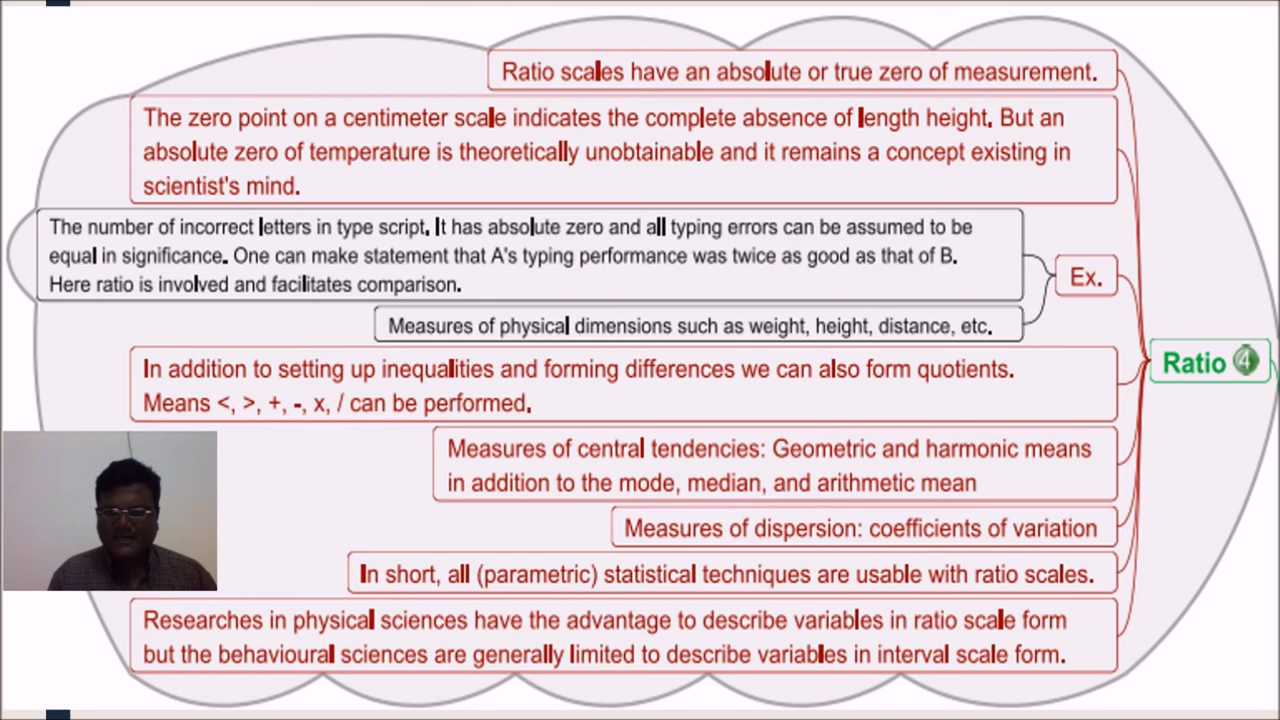 Ratio scales have an absolute or true zero of measurement.
The zero point on a centimeter scale indicates the complete absence of length height. But an
absolute zero of temperature is theoretically unobtainable and it remains a concept existing in
scientist's mind.
The number of incorrect letters in type script. It has absolute zero and all typing errors can be assumed to be
equal in significance. One can make statement that A's typing performance was twice as good as that of B.
Here ratio is involved and facilitates comparison.
Ex.
Measures of physical dimensions such as weight, height, distance, etc.
Ratio 4
In addition to setting up inequalities and forming differences we can also form quotients.
Means <, >, +, -, x, / can be performed.
Measures of central tendencies: Geometric and harmonic means
in addition to the mode, median, and arithmetic mean
Measures of dispersion: coefficients of variation
In short, all (parametric) statistical techniques are usable with ratio scales.
Researches in physical sciences have the advantage to describe variables in ratio scale form
but the behavioural sciences are generally limited to describe variables in interval scale form.